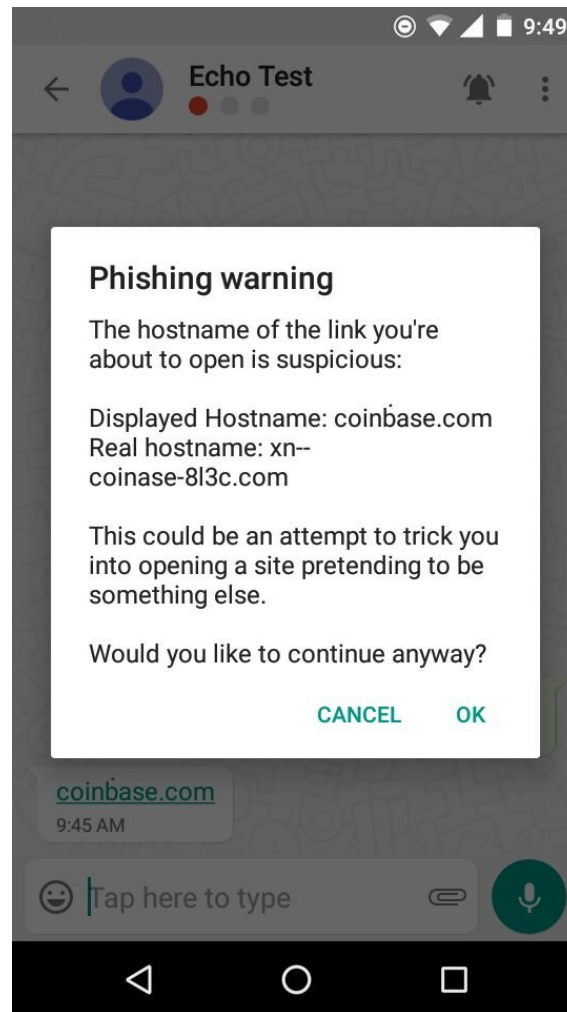 9:49
Echo Test
Phishing warning
The hostname of the link you're
about to open is suspicious:
Displayed Hostname: coinḃase.com
Real hostname: xn--
coinase-8l3c.com
This could be an attempt to trick you
into opening a site pretending to be
something else.
Would you like to continue anyway?
CANCEL OK
coinḃase.com
9:45 AM
Tap here to type